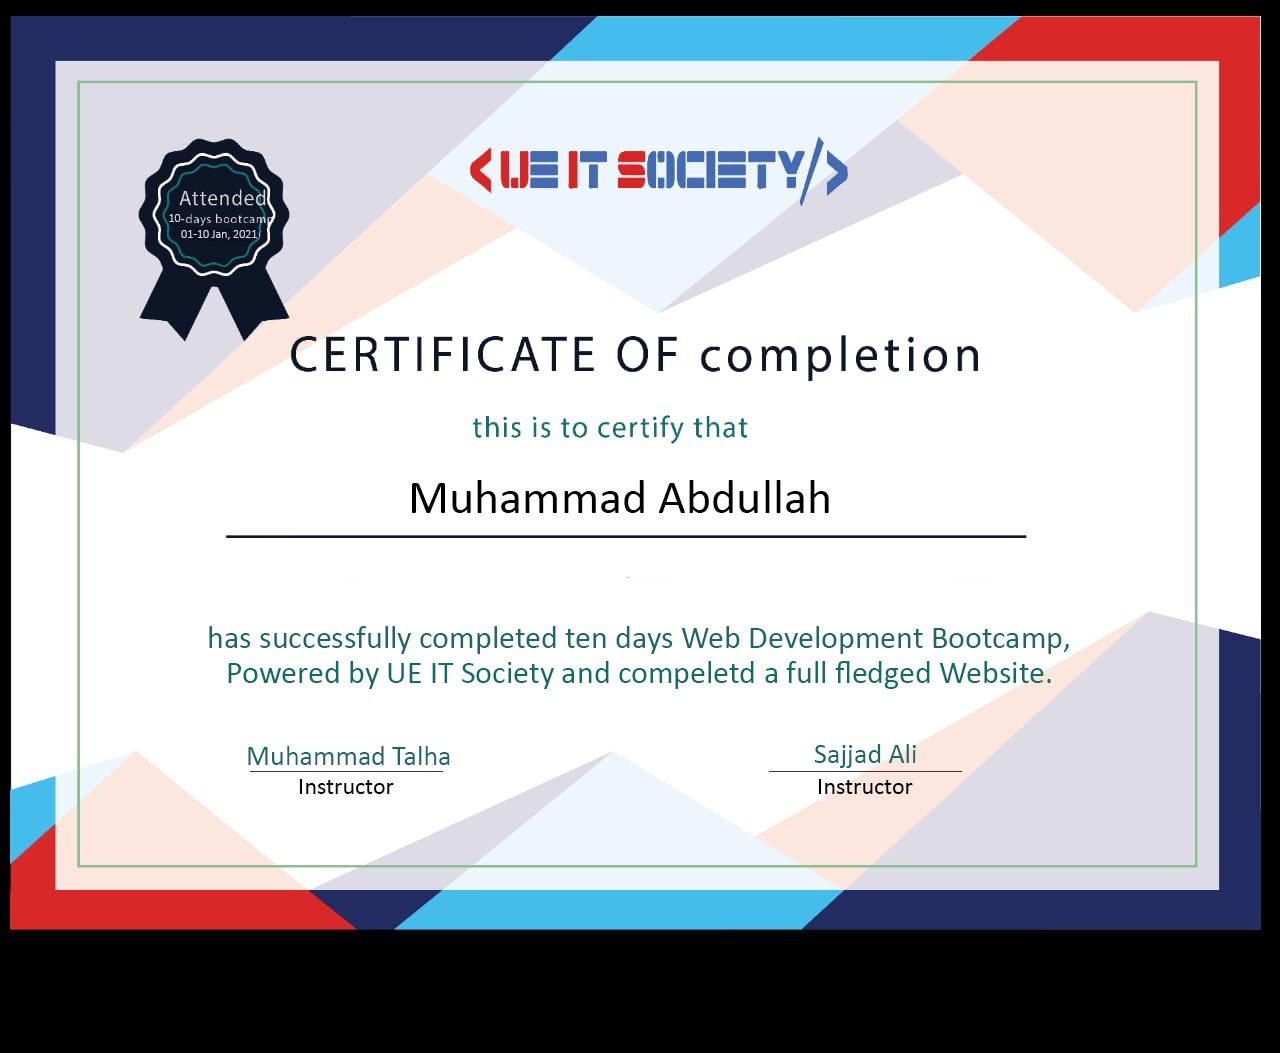 <UE IT SOCIETY/>
Attended
10-days bootcamp
01-10 Jan, 2021
CERTIFICATE OF completion
this is to certify that
Muhammad Abdullah
has successfully completed ten days Web Development Bootcamp,
Powered by UE IT Society and compeletd a full fledged Website.
Muhammad Talha
Instructor
Sajjad Ali
Instructor